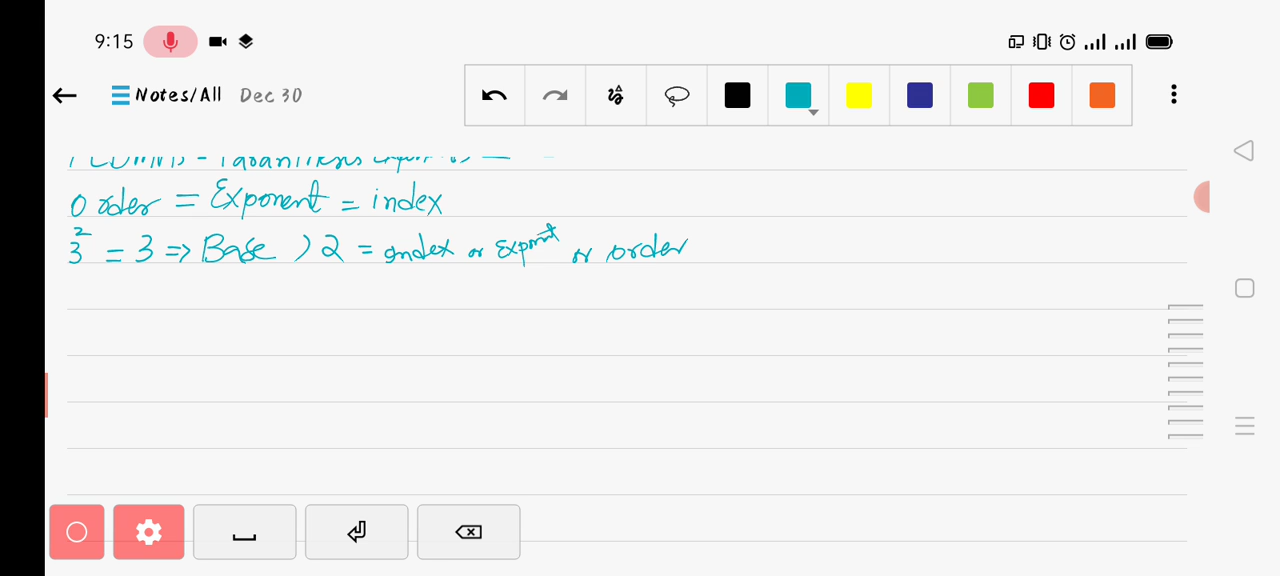 9:15
Notes/All Dec 30
Order = Exponent = index
3² = 3 => Base ) 2 = index or Exponent or order